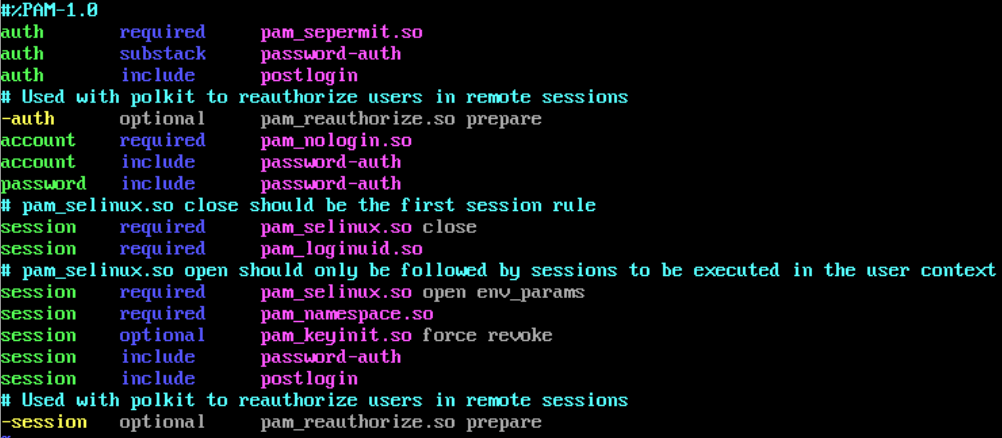 #%PAM-1.0
auth required pam_sepermit.so
auth substack password-auth
auth include postlogin
# Used with polkit to reauthorize users in remote sessions
-auth optional pam_reauthorize.so prepare
account required pam_nologin.so
account include password-auth
password include password-auth
# pam_selinux.so close should be the first session rule
session required pam_selinux.so close
session required pam_loginuid.so
# pam_selinux.so open should only be followed by sessions to be executed in the user context
session required pam_selinux.so open env_params
session required pam_namespace.so
session optional pam_keyinit.so force revoke
session include password-auth
session include postlogin
# Used with polkit to reauthorize users in remote sessions
-session optional pam_reauthorize.so prepare